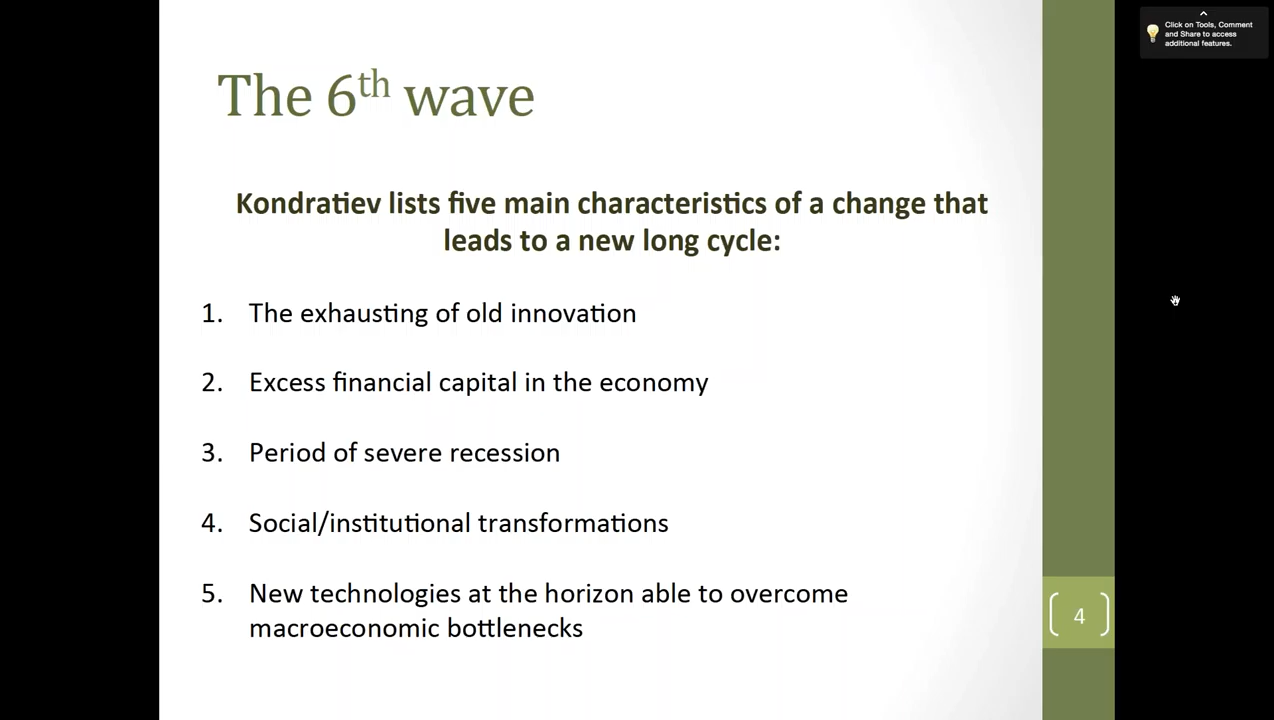 Click on Tools, Comment
and Share to access
additional features.
The 6th wave
Kondratiev lists five main characteristics of a change that
leads to a new long cycle:
1. The exhausting of old innovation
2. Excess financial capital in the economy
3. Period of severe recession
4. Social/institutional transformations
5. New technologies at the horizon able to overcome
macroeconomic bottlenecks
4